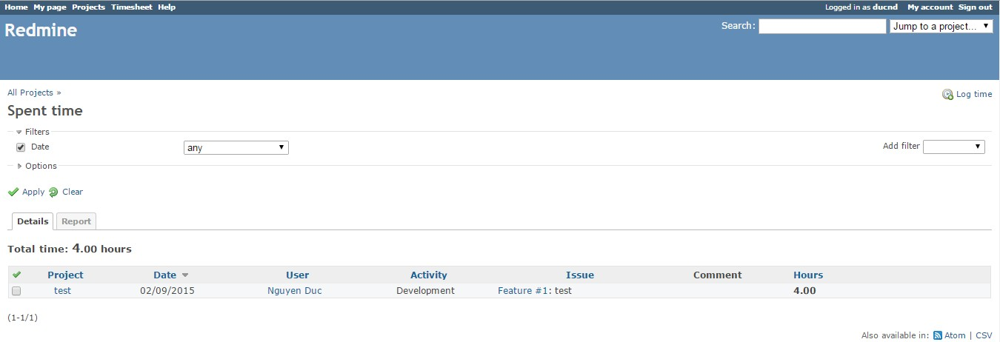 Home My page Projects Timesheet Help Logged in as ducnd My account Sign out
Redmine Search: Jump to a project...
All Projects » Log time
Spent time
Filters
Date any Add filter
Options
Apply Clear
Details Report
Total time: 4.00 hours
Project Date User Activity Issue Comment Hours
test 02/09/2015 Nguyen Duc Development Feature #1: test 4.00
(1-1/1)
Also available in: Atom | CSV